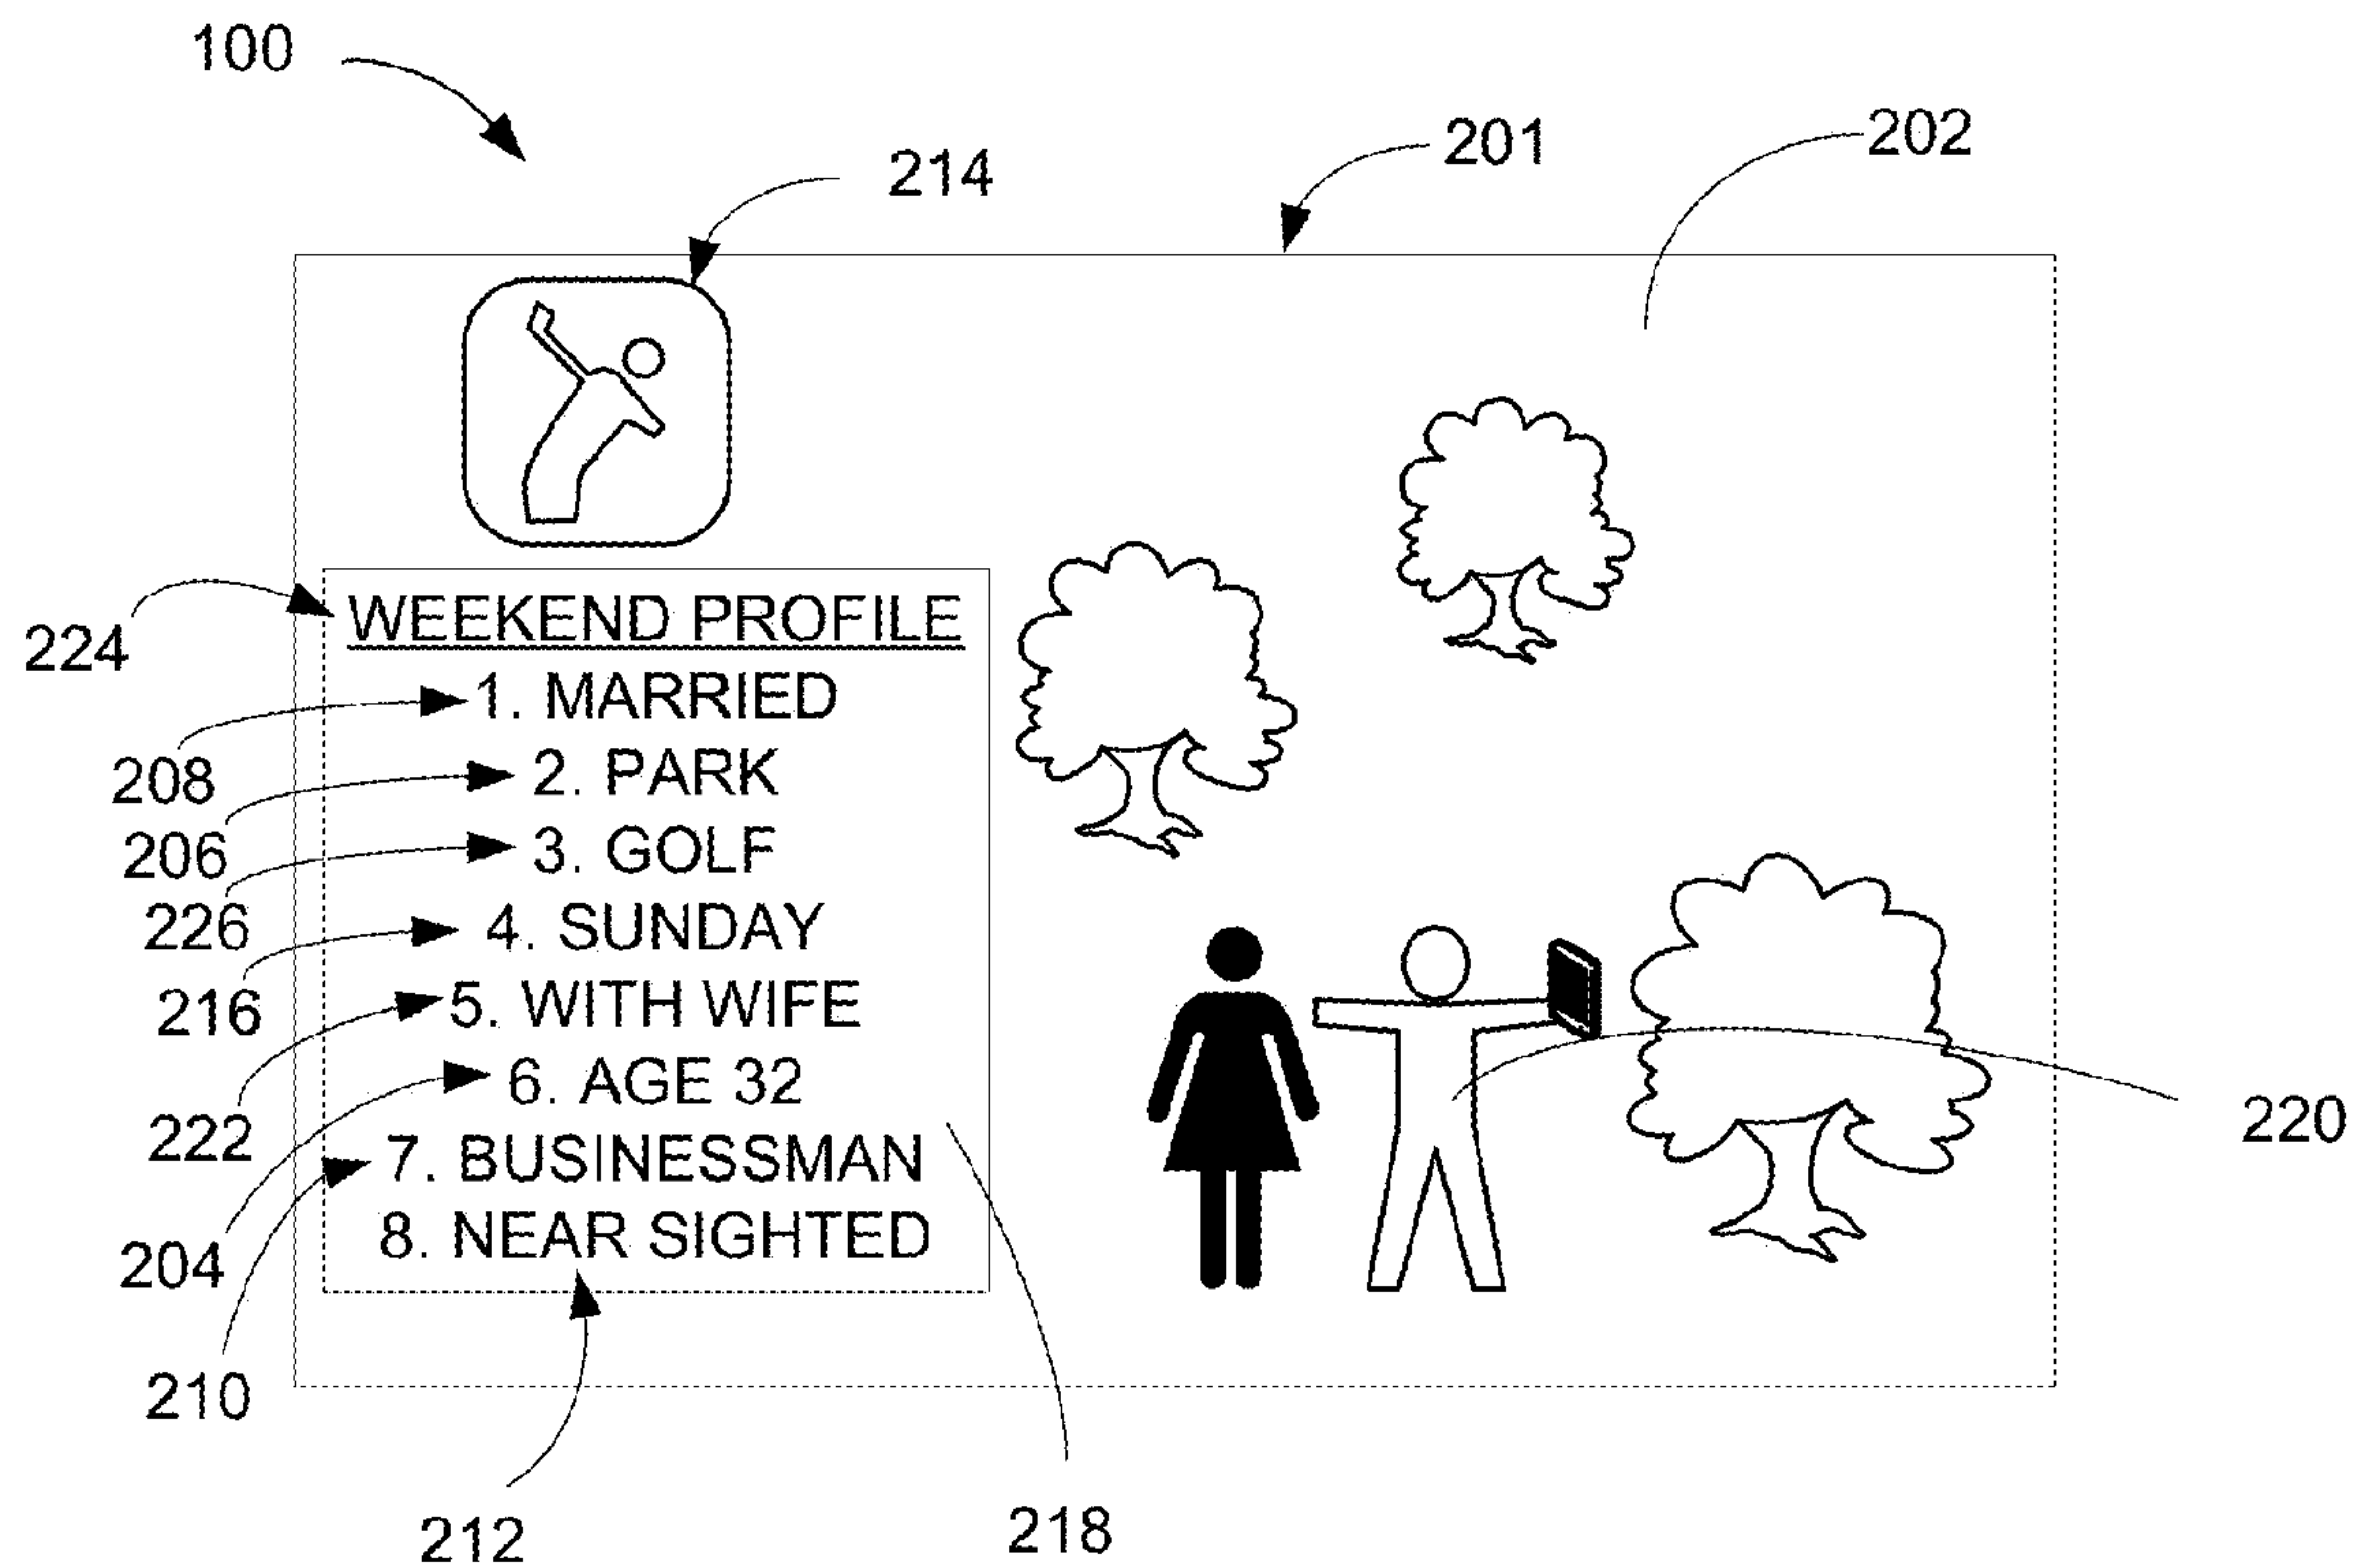 100
214
201
202
224
WEEKEND PROFILE
1. MARRIED
208
2. PARK
206
3. GOLF
226
4. SUNDAY
216
5. WITH WIFE
222
6. AGE 32
204
7. BUSINESSMAN
210
8. NEAR SIGHTED
220
212
218